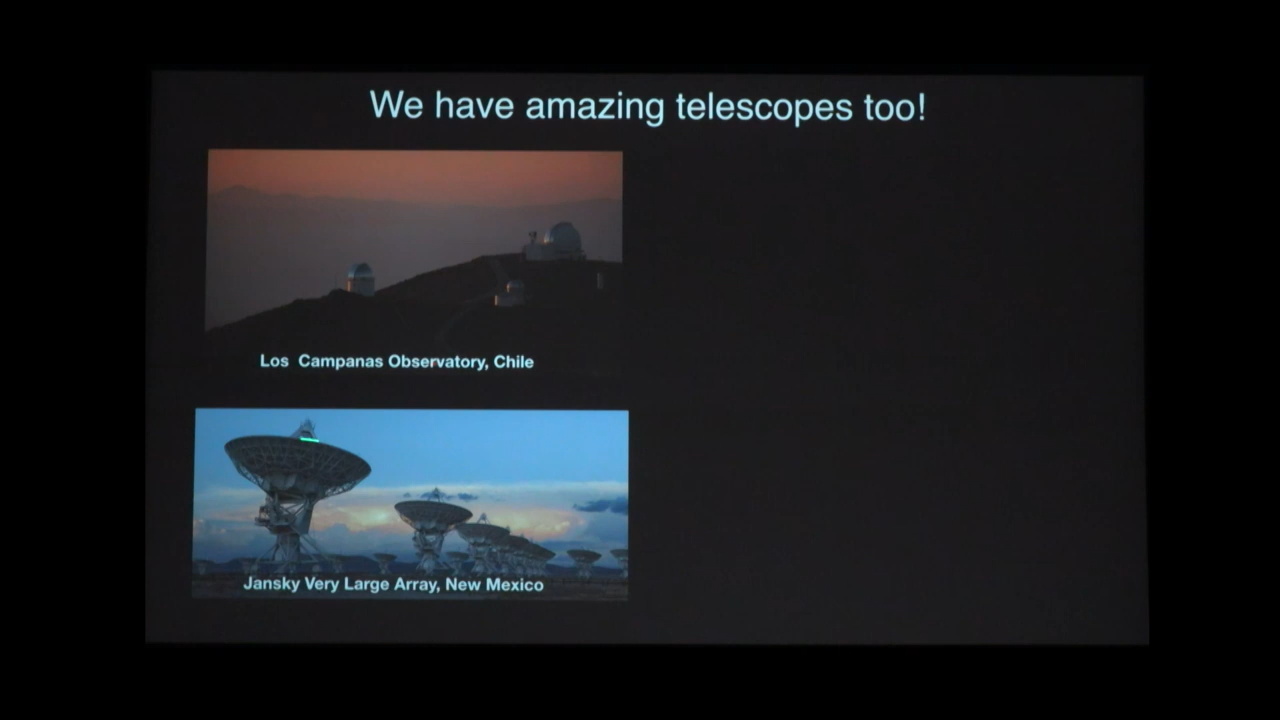 We have amazing telescopes too!
Los Campanas Observatory, Chile
Jansky Very Large Array, New Mexico